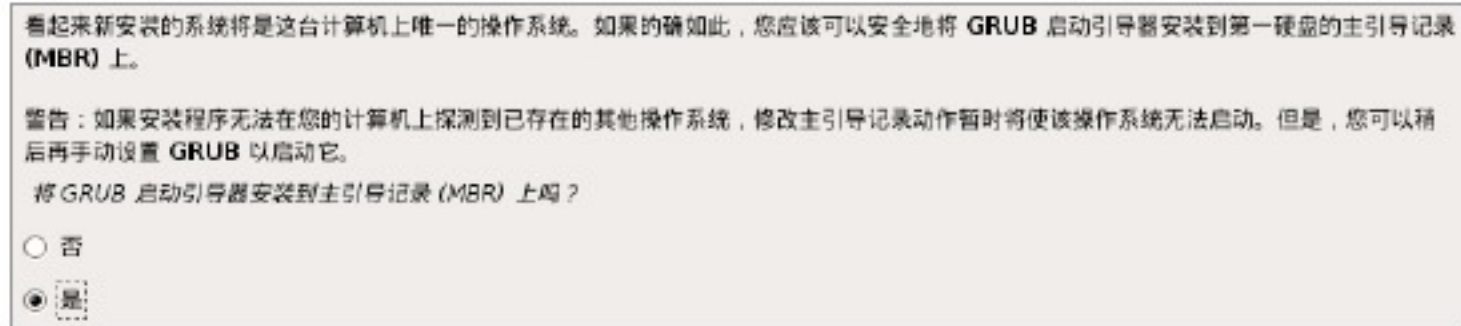 看起来新安装的系统将是这台计算机上唯一的操作系统。如果的确如此，您应该可以安全地将 GRUB 启动引导器安装到第一硬盘的主引导记录
(MBR) 上。
警告：如果安装程序无法在您的计算机上探测到已存在的其他操作系统，修改主引导记录动作暂时将使该操作系统无法启动。但是，您可以稍
后再手动设置 GRUB 以启动它。
将 GRUB 启动引导器安装到主引导记录 (MBR) 上吗？
否
是